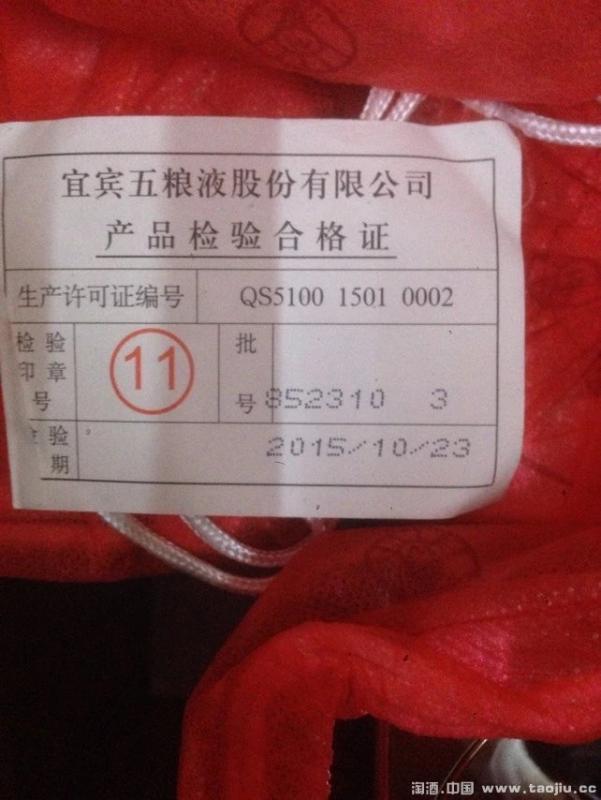 宜宾五粮液股份有限公司
产品检验合格证
生产许可证编号 QS5100 1501 0002
检验印章号 11 批号 852310 3
验期 2015/10/23
淘酒.中国 www.taojiu.cc